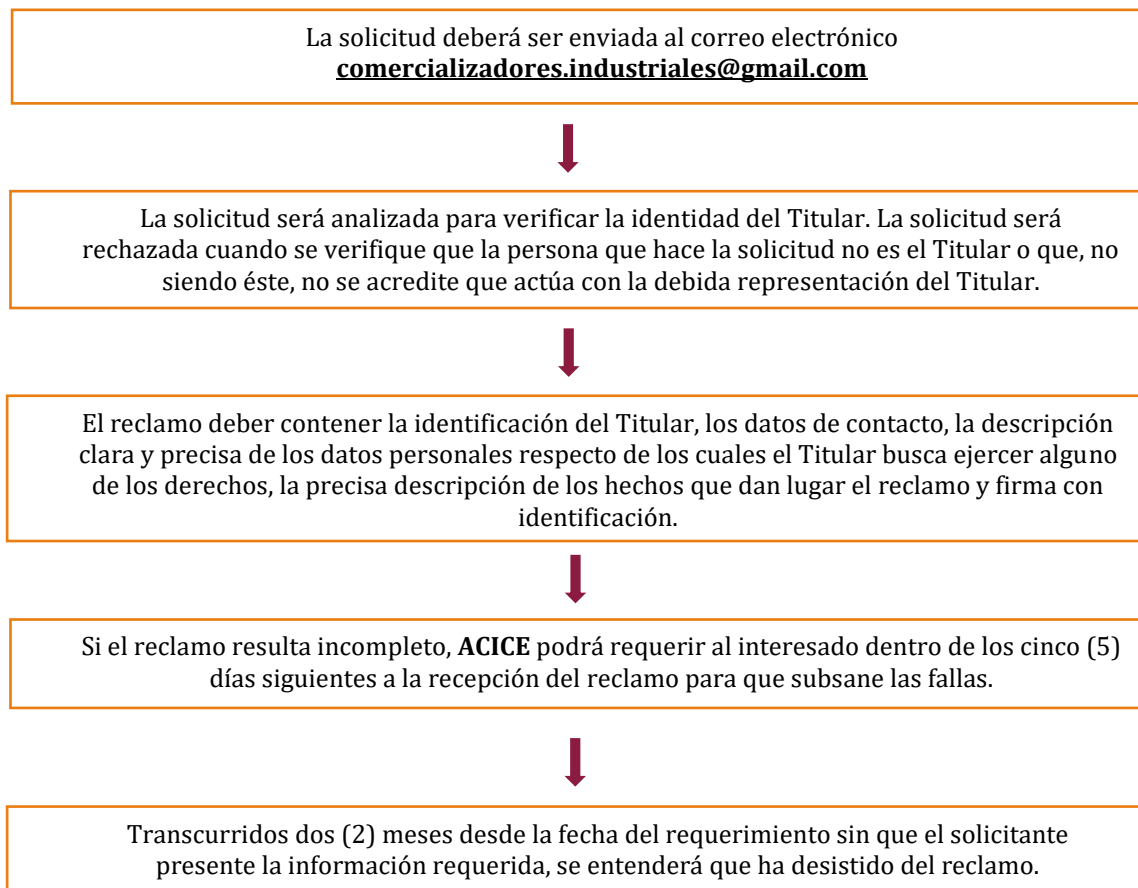 La solicitud deberá ser enviada al correo electrónico
comercializadores.industriales@gmail.com
La solicitud será analizada para verificar la identidad del Titular. La solicitud será
rechazada cuando se verifique que la persona que hace la solicitud no es el Titular o que, no
siendo éste, no se acredite que actúa con la debida representación del Titular.
El reclamo deber contener la identificación del Titular, los datos de contacto, la descripción
clara y precisa de los datos personales respecto de los cuales el Titular busca ejercer alguno
de los derechos, la precisa descripción de los hechos que dan lugar el reclamo y firma con
identificación.
Si el reclamo resulta incompleto, ACICE podrá requerir al interesado dentro de los cinco (5)
días siguientes a la recepción del reclamo para que subsane las fallas.
Transcurridos dos (2) meses desde la fecha del requerimiento sin que el solicitante
presente la información requerida, se entenderá que ha desistido del reclamo.